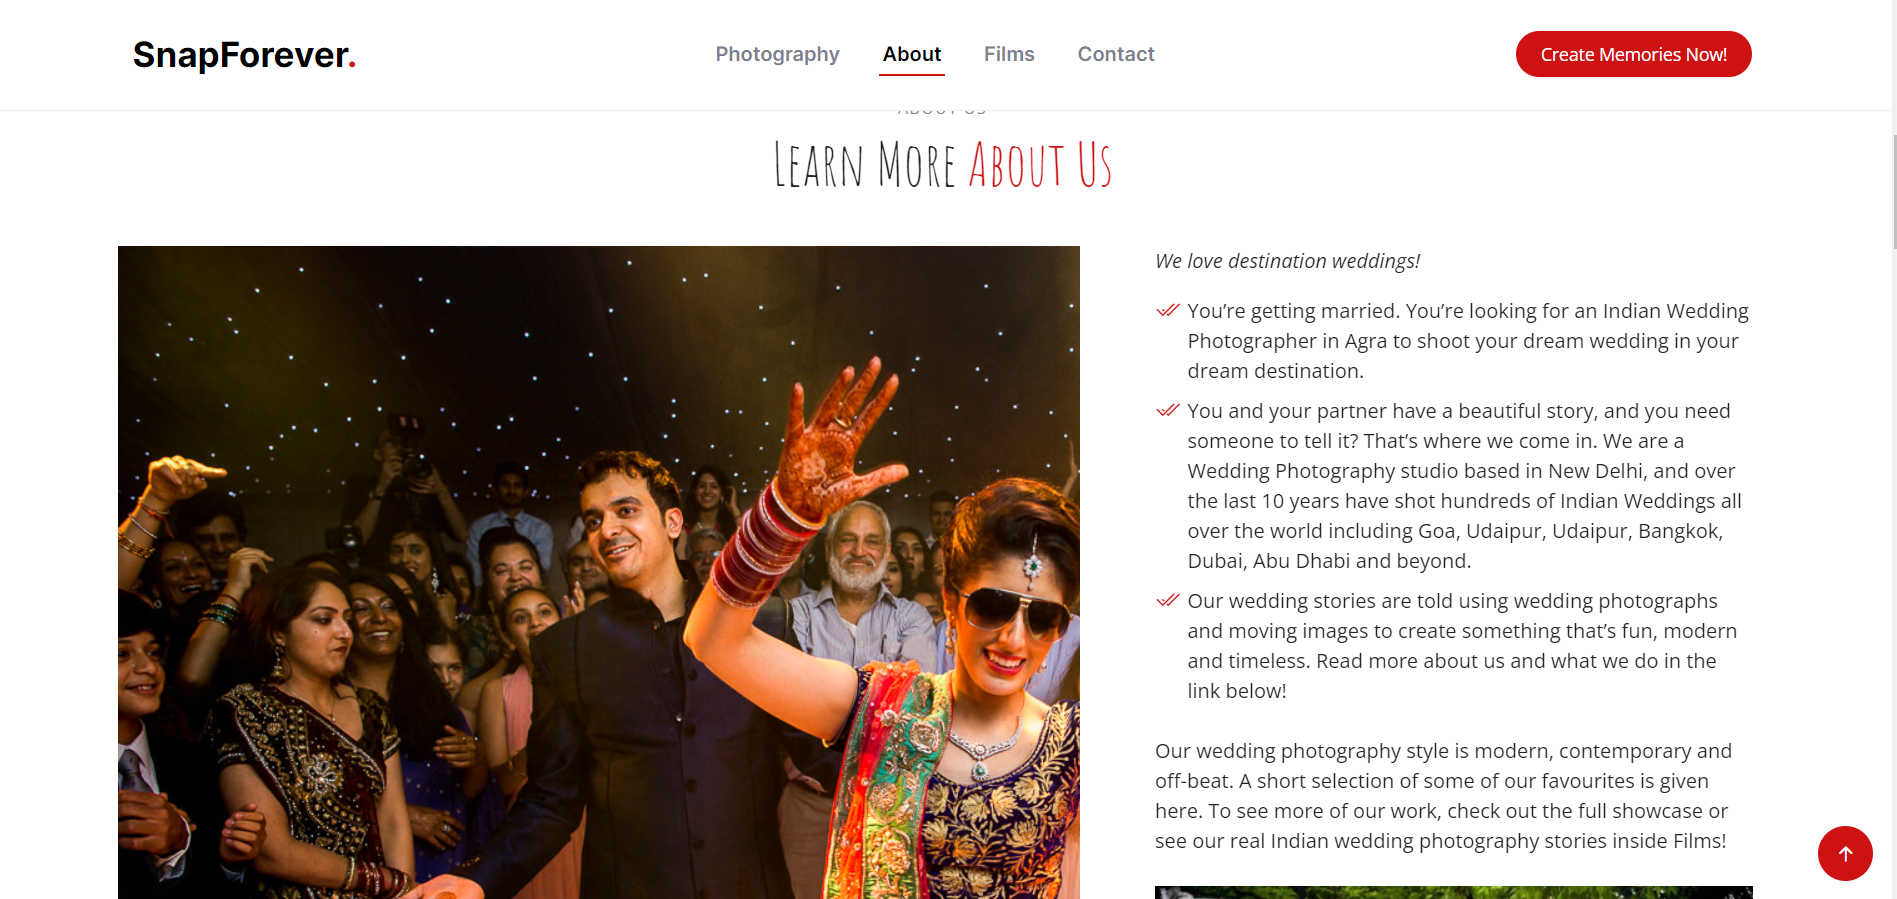 SnapForever.
Photography About Films Contact
Create Memories Now!
ABOUT US
Learn More About Us
We love destination weddings!
You’re getting married. You’re looking for an Indian Wedding
Photographer in Agra to shoot your dream wedding in your
dream destination.
You and your partner have a beautiful story, and you need
someone to tell it? That’s where we come in. We are a
Wedding Photography studio based in New Delhi, and over
the last 10 years have shot hundreds of Indian Weddings all
over the world including Goa, Udaipur, Udaipur, Bangkok,
Dubai, Abu Dhabi and beyond.
Our wedding stories are told using wedding photographs
and moving images to create something that’s fun, modern
and timeless. Read more about us and what we do in the
link below!
Our wedding photography style is modern, contemporary and
off-beat. A short selection of some of our favourites is given
here. To see more of our work, check out the full showcase or
see our real Indian wedding photography stories inside Films!